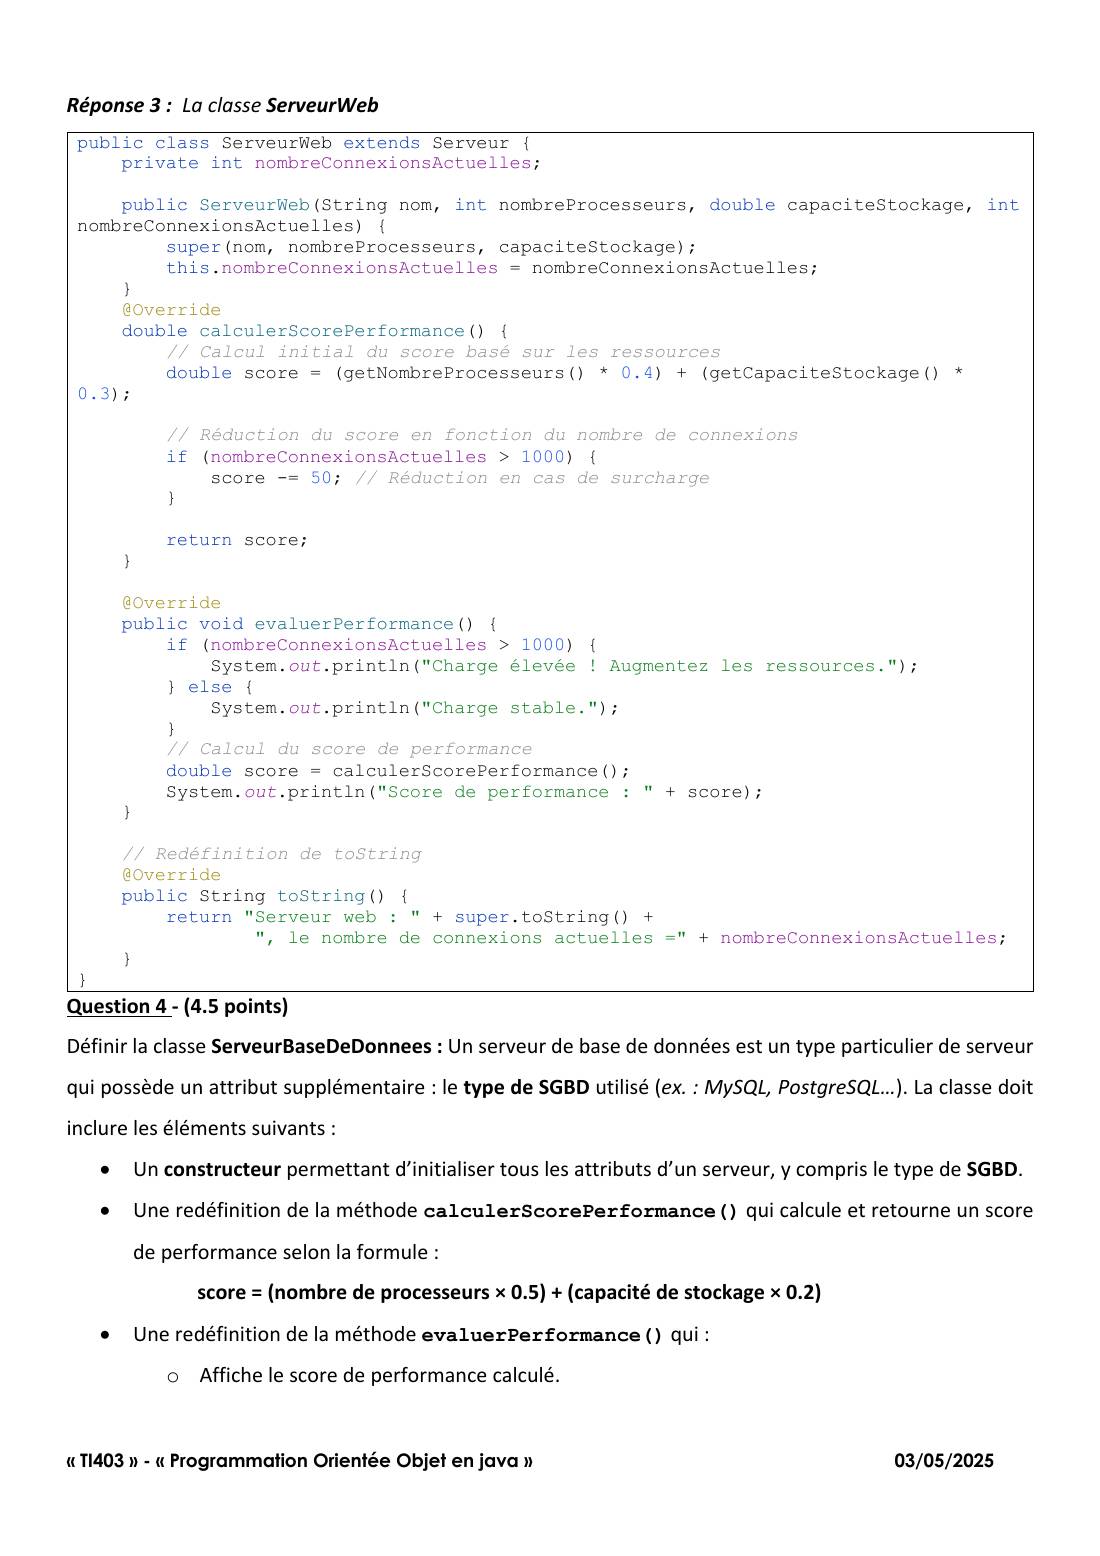 Réponse 3 : La classe ServeurWeb
public class ServeurWeb extends Serveur {
    private int nombreConnexionsActuelles;

    public ServeurWeb(String nom, int nombreProcesseurs, double capaciteStockage, int
nombreConnexionsActuelles) {
        super(nom, nombreProcesseurs, capaciteStockage);
        this.nombreConnexionsActuelles = nombreConnexionsActuelles;
    }
    @Override
    double calculerScorePerformance() {
        // Calcul initial du score basé sur les ressources
        double score = (getNombreProcesseurs() * 0.4) + (getCapaciteStockage() *
0.3);

        // Réduction du score en fonction du nombre de connexions
        if (nombreConnexionsActuelles > 1000) {
            score -= 50; // Réduction en cas de surcharge
        }

        return score;
    }

    @Override
    public void evaluerPerformance() {
        if (nombreConnexionsActuelles > 1000) {
            System.out.println("Charge élevée ! Augmentez les ressources.");
        } else {
            System.out.println("Charge stable.");
        }
        // Calcul du score de performance
        double score = calculerScorePerformance();
        System.out.println("Score de performance : " + score);
    }

    // Redéfinition de toString
    @Override
    public String toString() {
        return "Serveur web : " + super.toString() +
                ", le nombre de connexions actuelles =" + nombreConnexionsActuelles;
    }
}
Question 4 - (4.5 points)
Définir la classe ServeurBaseDeDonnees : Un serveur de base de données est un type particulier de serveur
qui possède un attribut supplémentaire : le type de SGBD utilisé (ex. : MySQL, PostgreSQL…). La classe doit
inclure les éléments suivants :
• Un constructeur permettant d’initialiser tous les attributs d’un serveur, y compris le type de SGBD.
• Une redéfinition de la méthode calculerScorePerformance() qui calcule et retourne un score
de performance selon la formule :
score = (nombre de processeurs × 0.5) + (capacité de stockage × 0.2)
• Une redéfinition de la méthode evaluerPerformance() qui :
o Affiche le score de performance calculé.
« TI403 » - « Programmation Orientée Objet en java » 03/05/2025